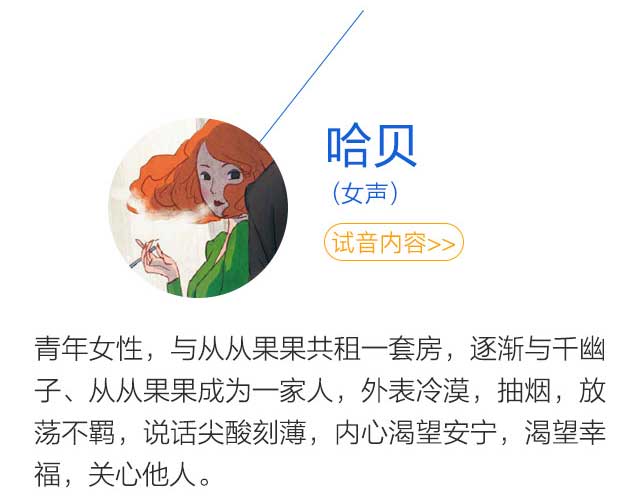 哈贝
（女声）
试音内容>>
青年女性，与从从果果共租一套房，逐渐与千幽
子、从从果果成为一家人，外表冷漠，抽烟，放
荡不羁，说话尖酸刻薄，内心渴望安宁，渴望幸
福，关心他人。